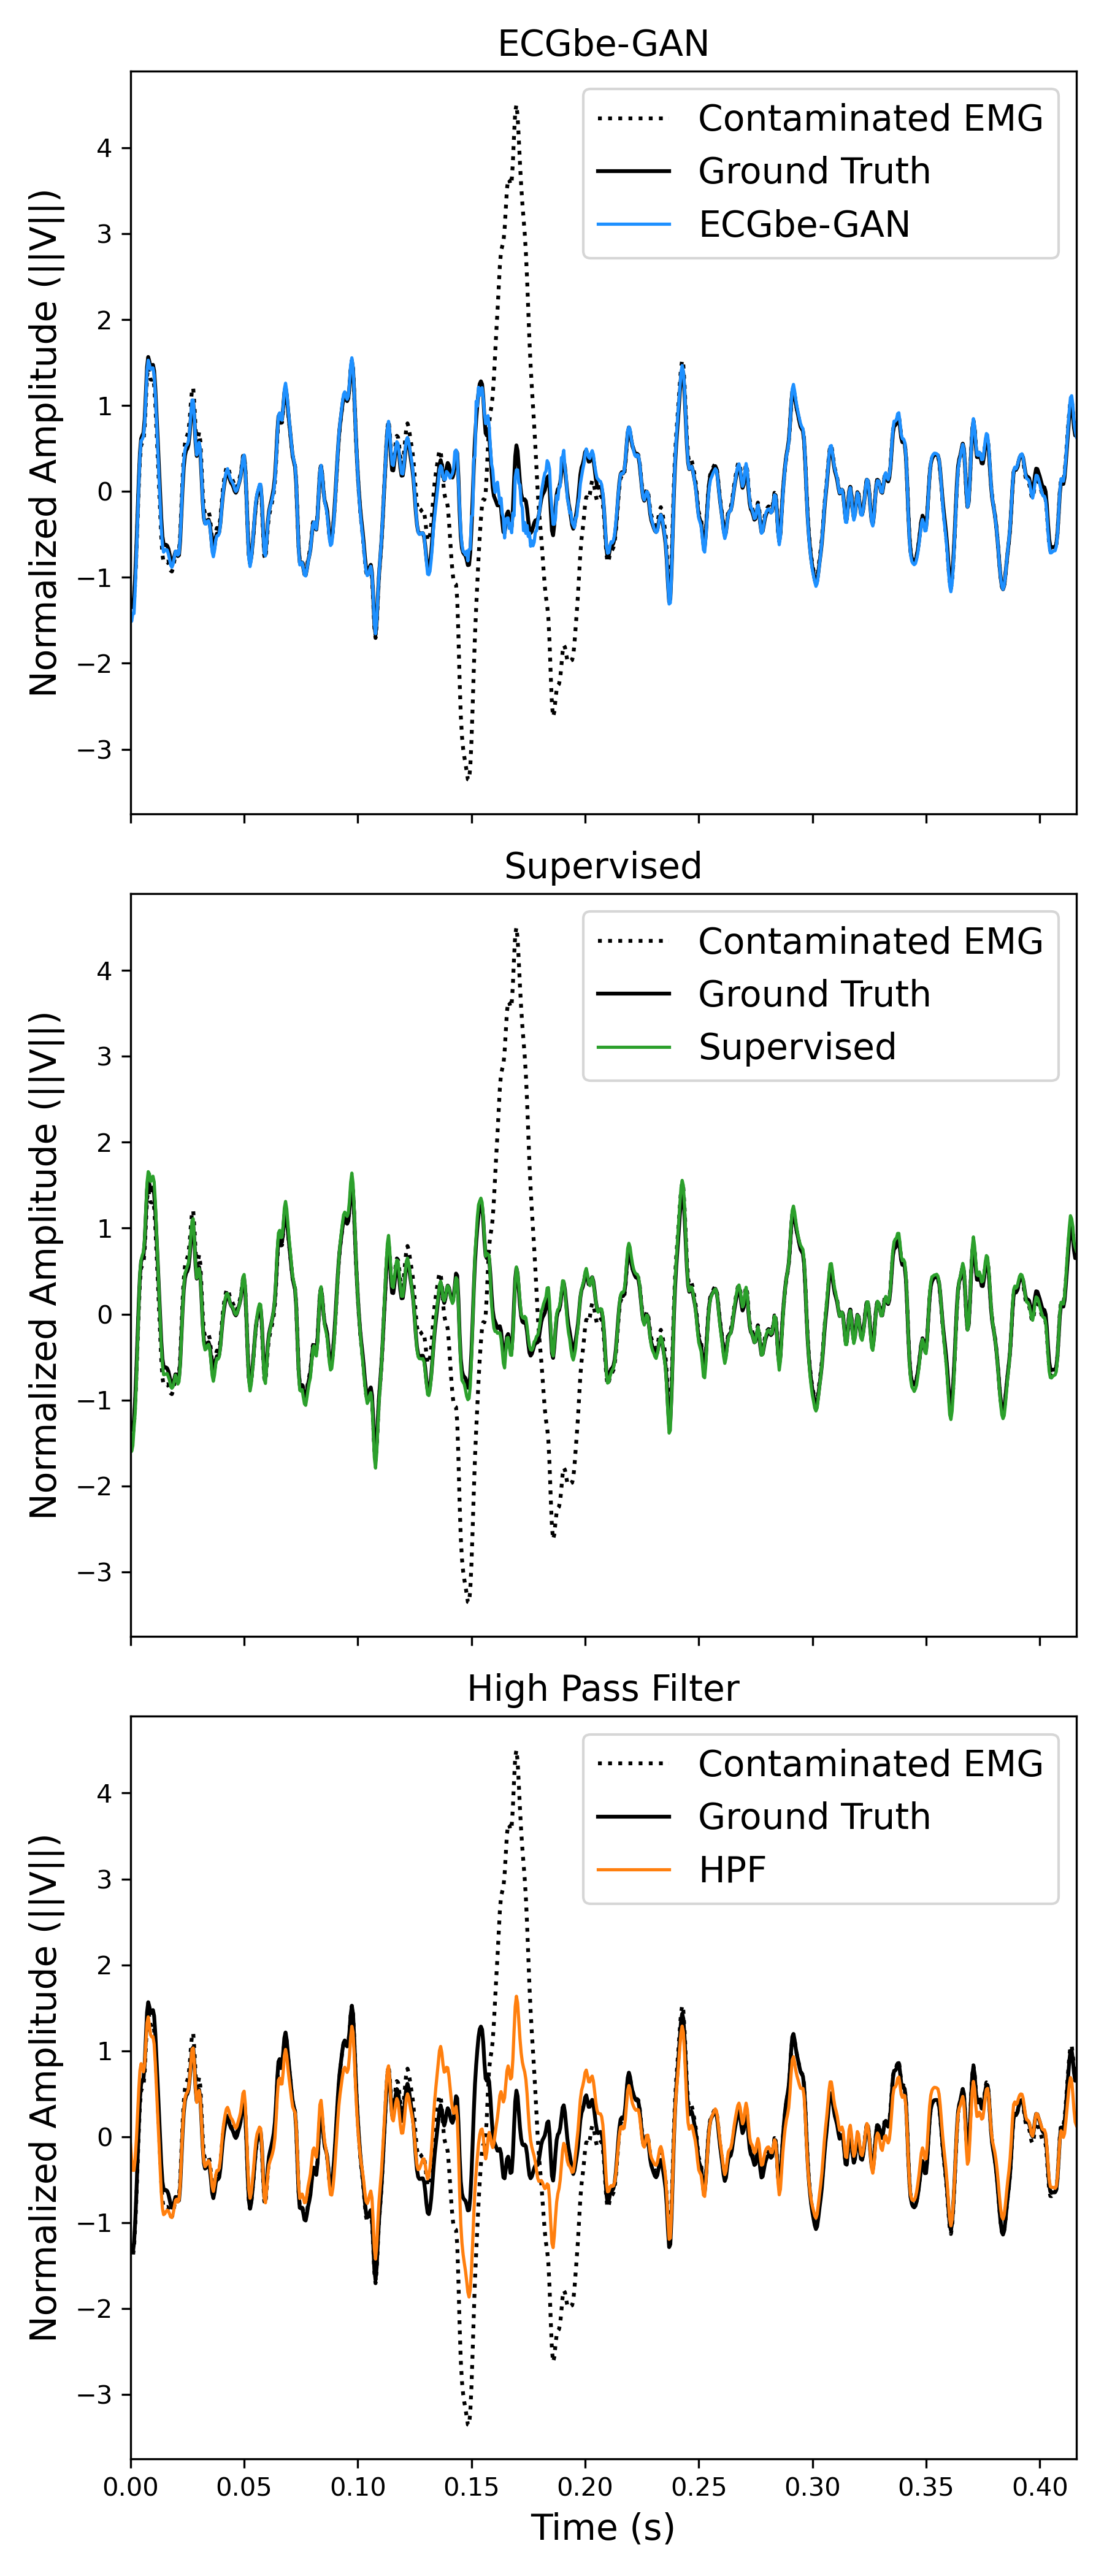 ECGbe-GAN
Normalized Amplitude (||V||)
4
3
2
1
0
−1
−2
−3
Contaminated EMG
Ground Truth
ECGbe-GAN
Supervised
Normalized Amplitude (||V||)
4
3
2
1
0
−1
−2
−3
Contaminated EMG
Ground Truth
Supervised
High Pass Filter
Normalized Amplitude (||V||)
4
3
2
1
0
−1
−2
−3
Contaminated EMG
Ground Truth
HPF
0.00 0.05 0.10 0.15 0.20 0.25 0.30 0.35 0.40
Time (s)